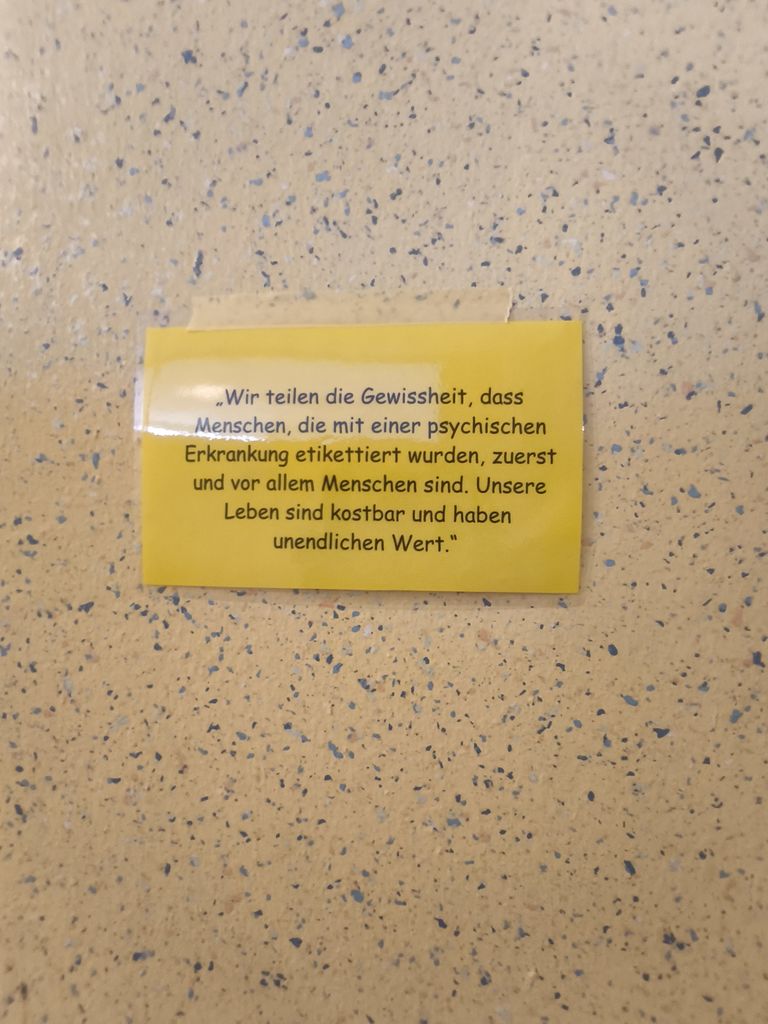 „Wir teilen die Gewissheit, dass
Menschen, die mit einer psychischen
Erkrankung etikettiert wurden, zuerst
und vor allem Menschen sind. Unsere
Leben sind kostbar und haben
unendlichen Wert.“